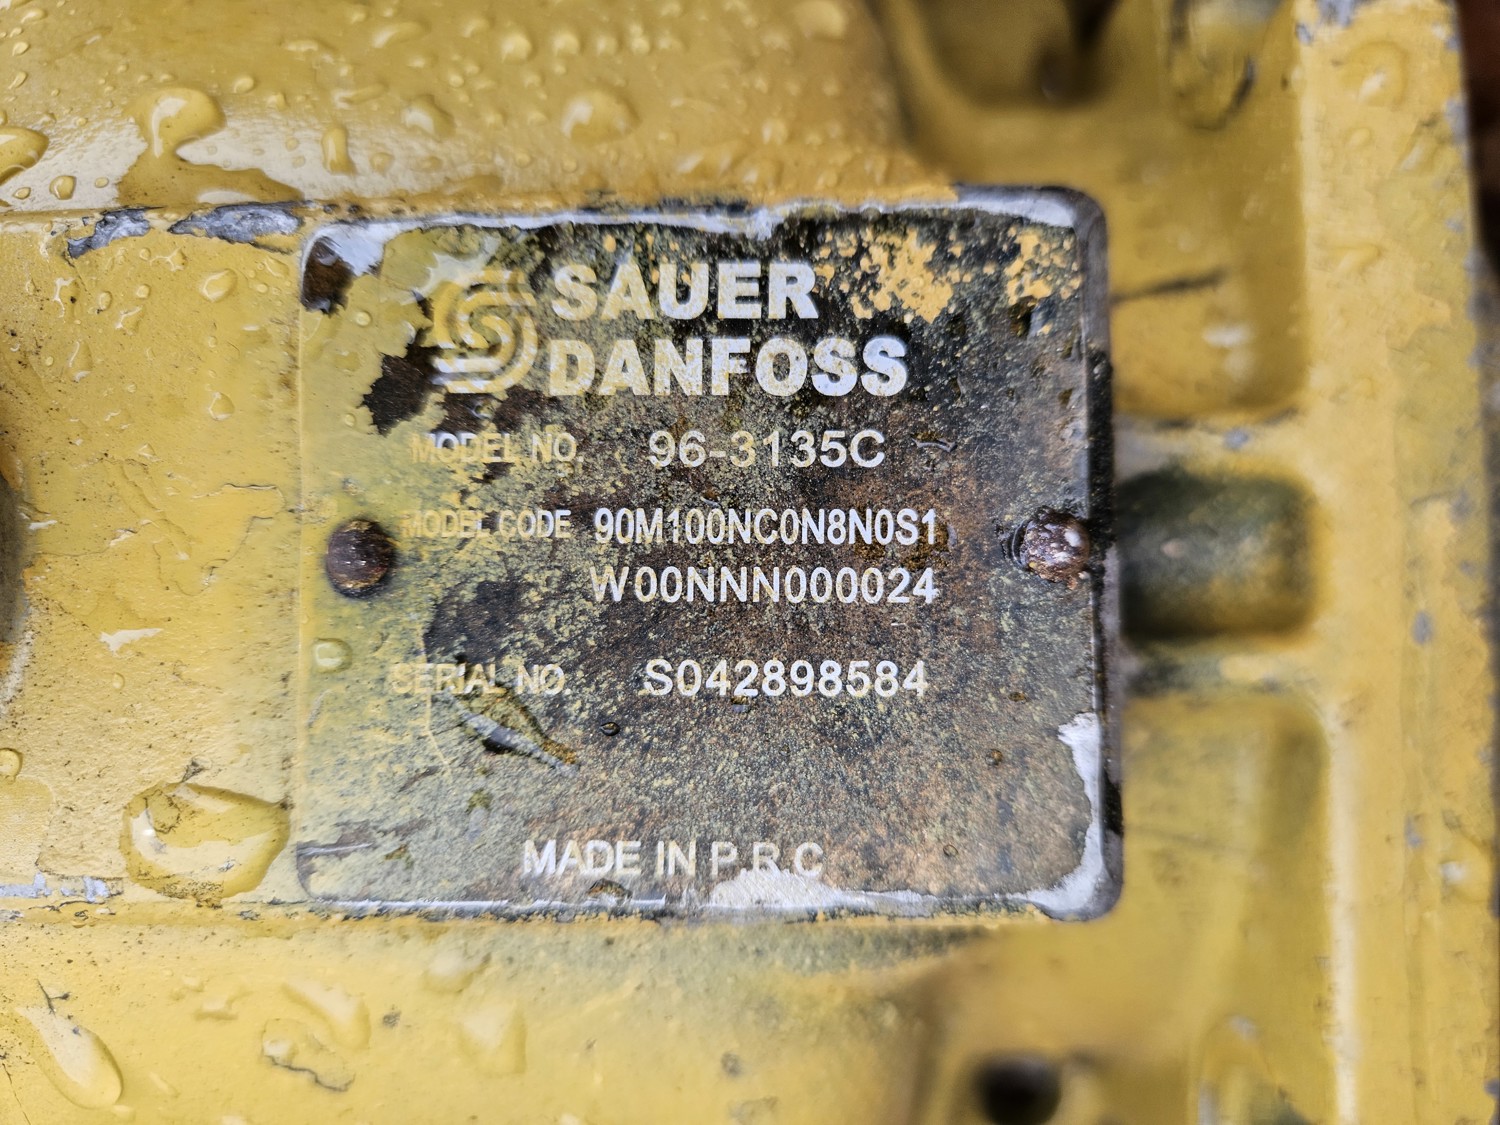 SAUER
DANFOSS
MODEL NO. 96-3135C
MODEL CODE 90M100NC0N8N0S1
W00NNN000024
SERIAL NO. S042898584
MADE IN P.R.C